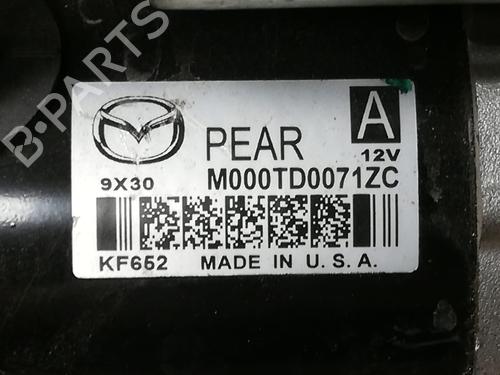 B-PARTS
PEAR
A
12V
9X30
M000TD0071ZC
KF652
MADE IN U.S.A.